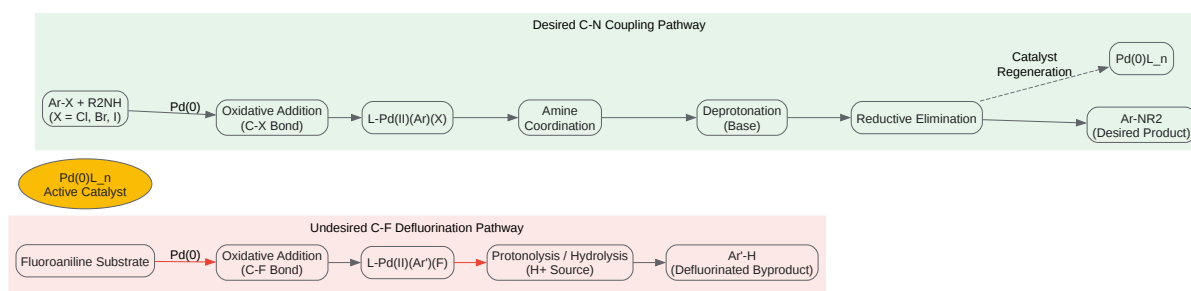 Desired C-N Coupling Pathway
Ar-X + R2NH
(X = Cl, Br, I)
Pd(0)
Oxidative Addition
(C-X Bond)
L-Pd(II)(Ar)(X)
Amine
Coordination
Deprotonation
(Base)
Reductive Elimination
Catalyst
Regeneration
Pd(0)L_n
Ar-NR2
(Desired Product)
Pd(0)L_n
Active Catalyst
Undesired C-F Defluorination Pathway
Fluoroaniline Substrate
Pd(0)
Oxidative Addition
(C-F Bond)
L-Pd(II)(Ar')(F)
Protonolysis / Hydrolysis
(H+ Source)
Ar'-H
(Defluorinated Byproduct)